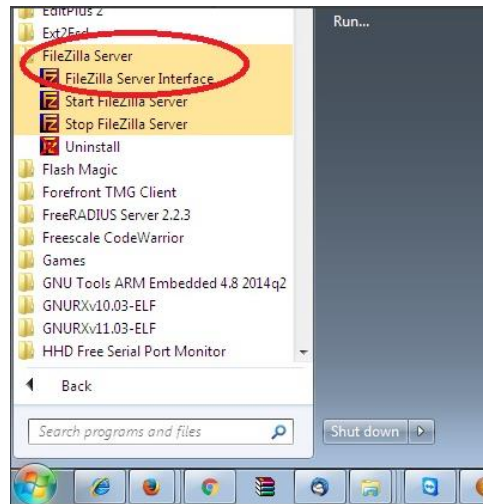 EditPlus 2
Ext2Fsd
FileZilla Server
FileZilla Server Interface
Start FileZilla Server
Stop FileZilla Server
Uninstall
Flash Magic
Forefront TMG Client
FreeRADIUS Server 2.2.3
Freescale CodeWarrior
Games
GNU Tools ARM Embedded 4.8 2014q2
GNURXv10.03-ELF
GNURXv11.03-ELF
HHD Free Serial Port Monitor
Back
Search programs and files
Run...
Shut down